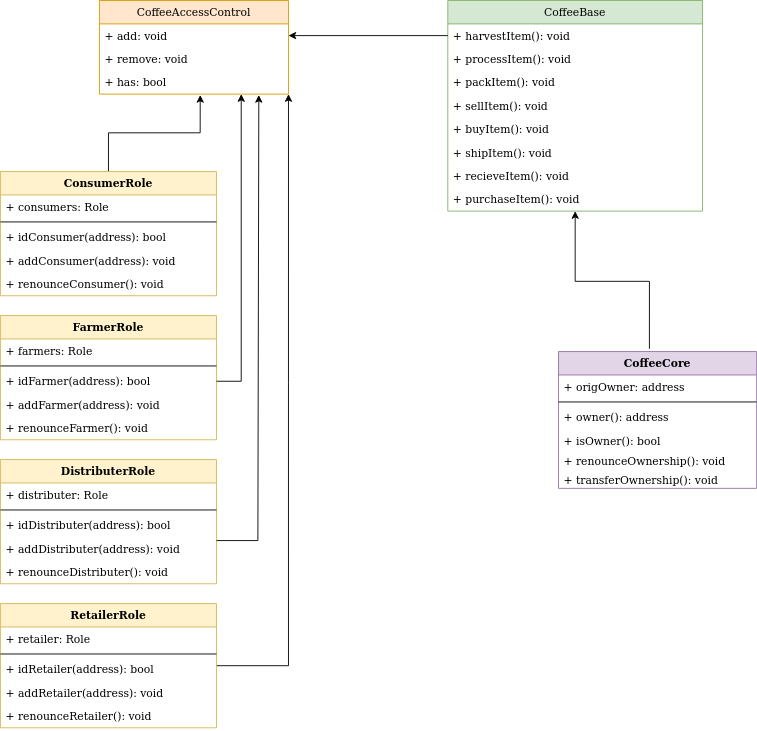 CoffeeAccessControl
+ add: void
+ remove: void
+ has: bool
CoffeeBase
+ harvestItem(): void
+ processItem(): void
+ packItem(): void
+ sellItem(): void
+ buyItem(): void
+ shipItem(): void
+ recieveItem(): void
+ purchaseItem(): void
ConsumerRole
+ consumers: Role
+ idConsumer(address): bool
+ addConsumer(address): void
+ renounceConsumer(): void
FarmerRole
+ farmers: Role
+ idFarmer(address): bool
+ addFarmer(address): void
+ renounceFarmer(): void
CoffeeCore
+ origOwner: address
+ owner(): address
+ isOwner(): bool
+ renounceOwnership(): void
+ transferOwnership(): void
DistributerRole
+ distributer: Role
+ idDistributer(address): bool
+ addDistributer(address): void
+ renounceDistributer(): void
RetailerRole
+ retailer: Role
+ idRetailer(address): bool
+ addRetailer(address): void
+ renounceRetailer(): void